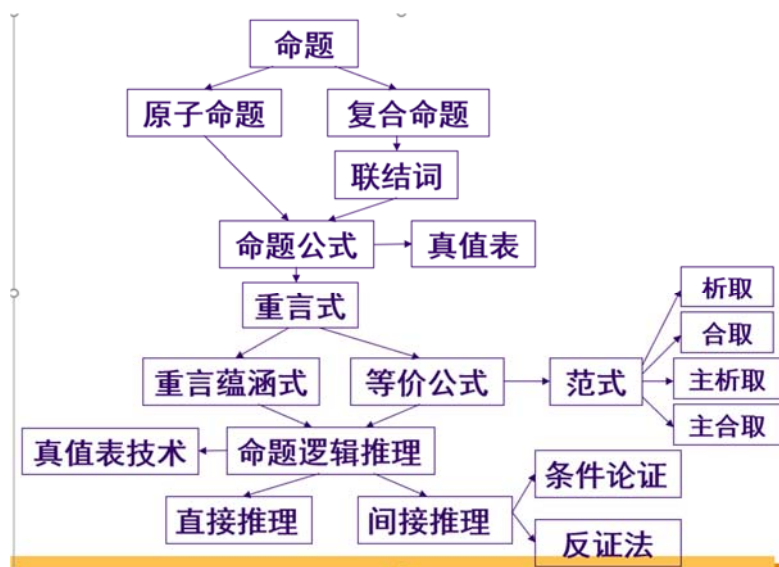 命题
原子命题
复合命题
联结词
命题公式
真值表
重言式
析取
合取
重言蕴涵式
等价公式
范式
主析取
主合取
真值表技术
命题逻辑推理
条件论证
直接推理
间接推理
反证法